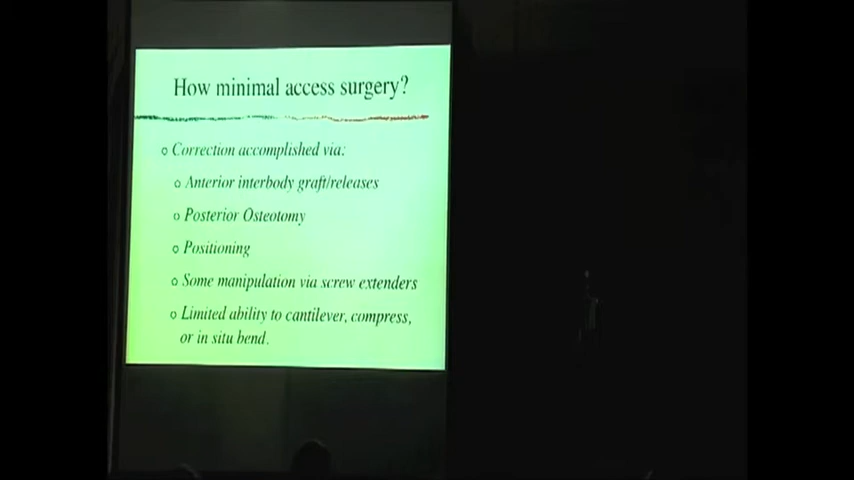 How minimal access surgery?
Correction accomplished via:
Anterior interbody graft/releases
Posterior Osteotomy
Positioning
Some manipulation via screw extenders
Limited ability to cantilever, compress,
or in situ bend.